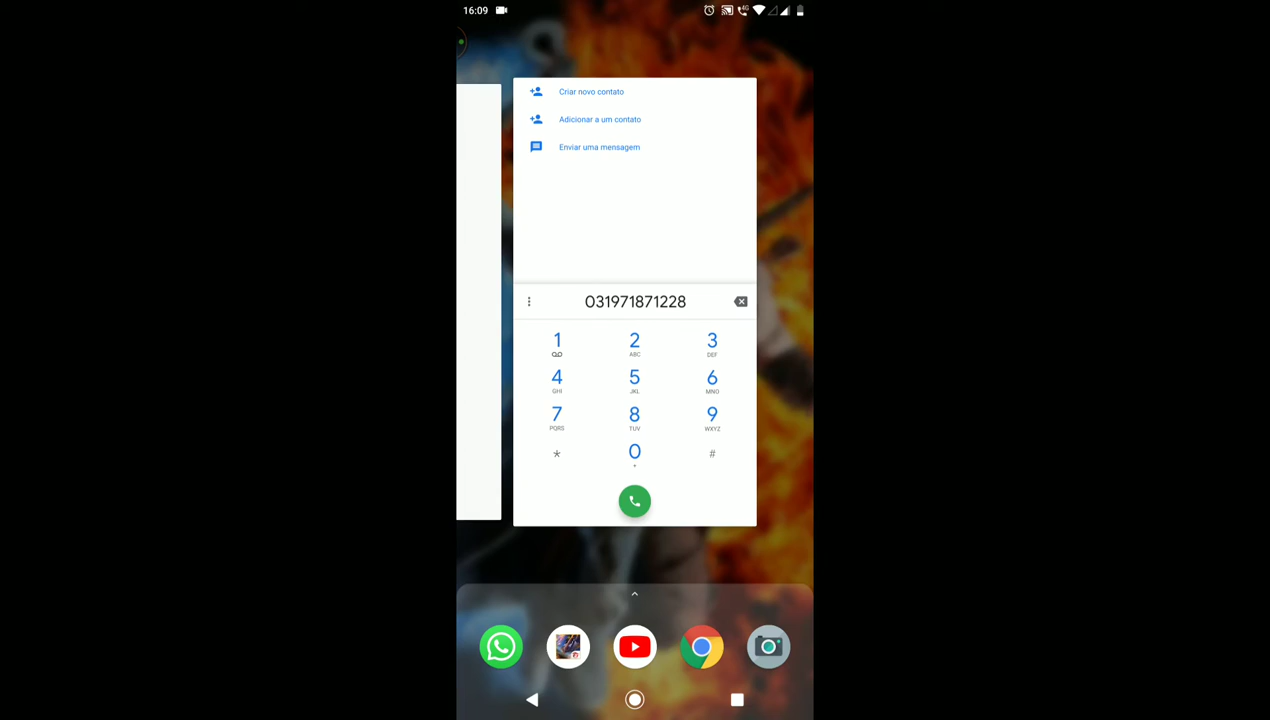 16:09
4G
Criar novo contato
Adicionar a um contato
Enviar uma mensagem
031971871228
1 2 3
ABC DEF
4 5 6
GHI JKL MNO
7 8 9
PQRS TUV WXYZ
* 0 #
+